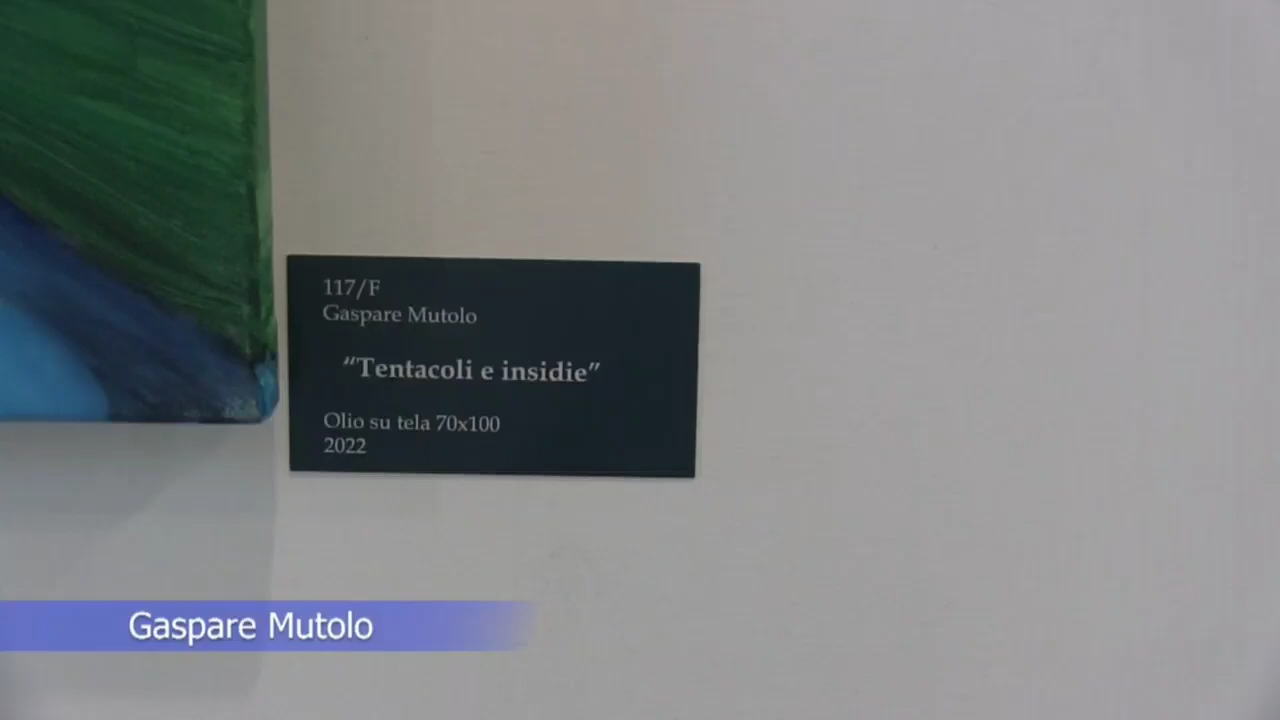 117/F
Gaspare Mutolo
“Tentacoli e insidie”
Olio su tela 70x100
2022
Gaspare Mutolo